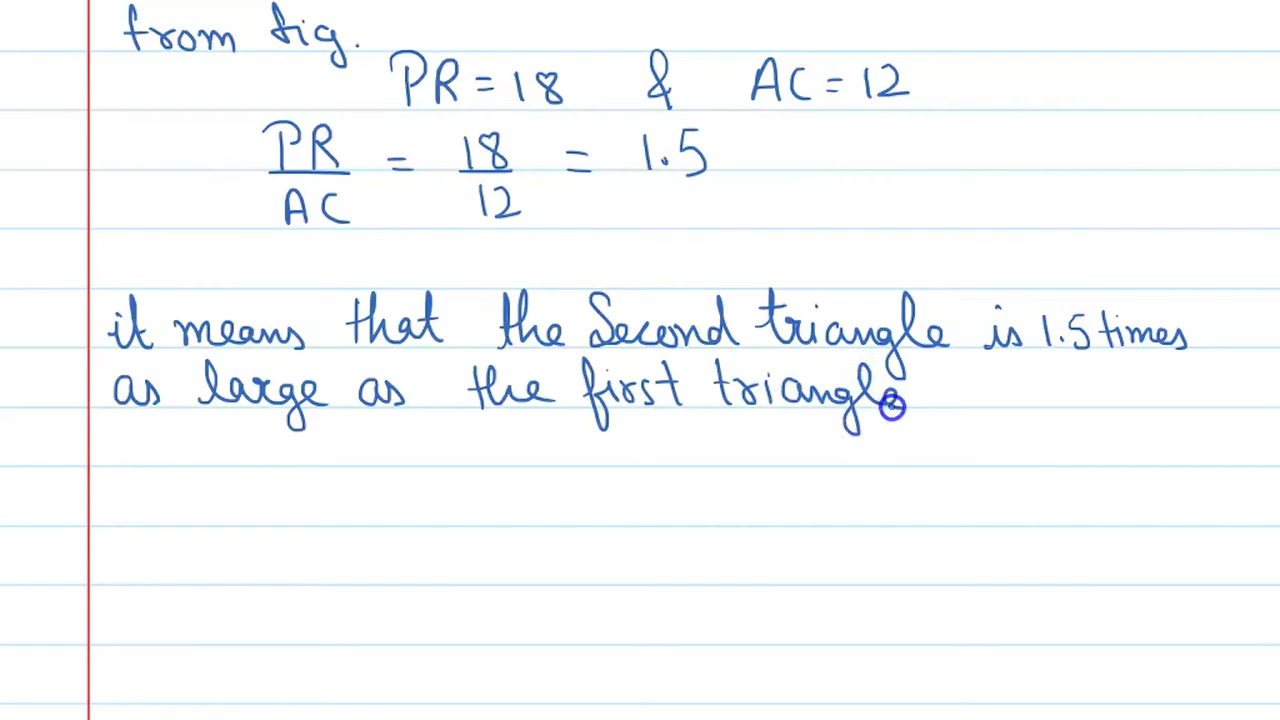 from fig.
PR = 18 & AC = 12
PR/AC = 18/12 = 1.5
it means that the Second triangle is 1.5 times
as large as the first triangle